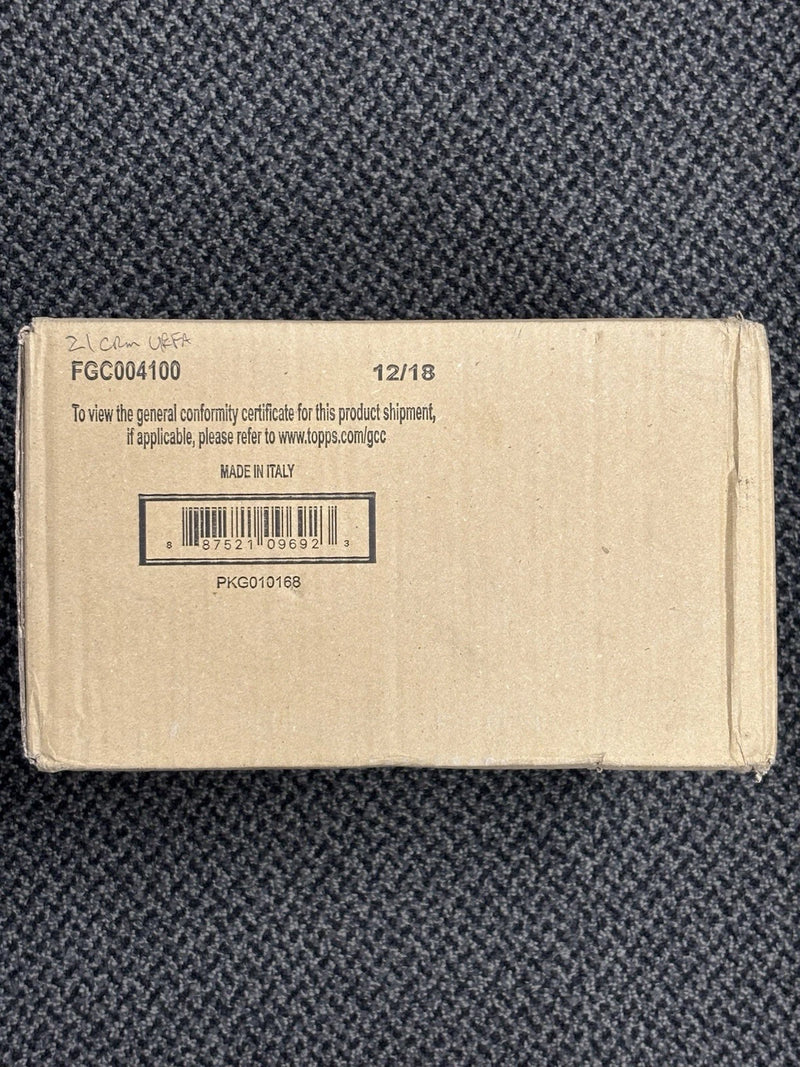 21 CRM URFA
FGC004100 12/18
To view the general conformity certificate for this product shipment,
if applicable, please refer to www.topps.com/gcc
MADE IN ITALY
8 87521 09692 3
PKG010168